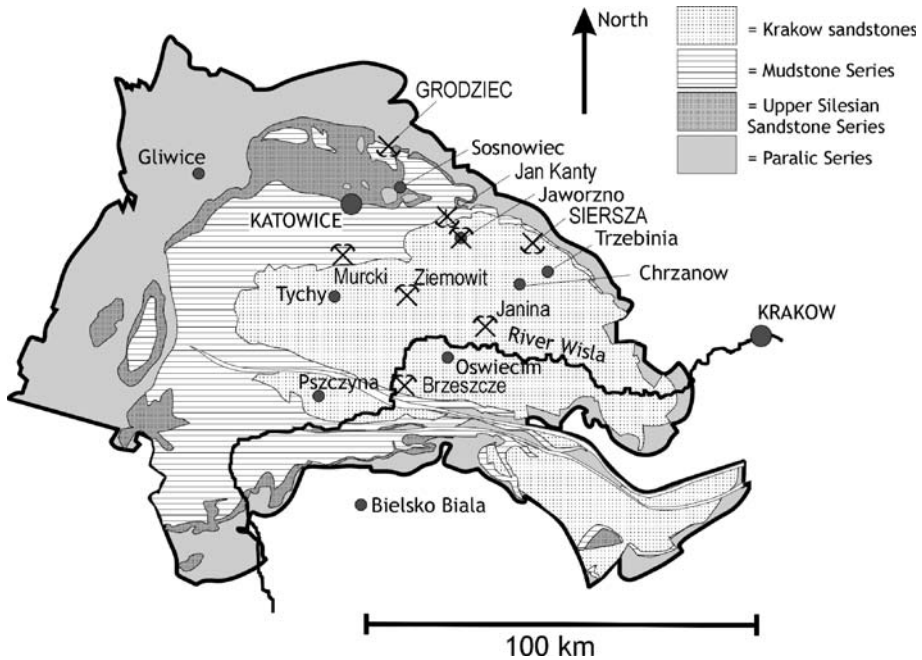 North
= Krakow sandstones
= Mudstone Series
= Upper Silesian
Sandstone Series
= Paralic Series
GRODZIEC
Sosnowiec
Gliwice
Jan Kanty
Jaworzno
KATOWICE
SIERSZA
Trzebinia
Chrzanow
Murcki
Ziemowit
Tychy
Janina
KRAKOW
River Wisla
Oswiecim
Pszczyna
Brzeszcze
Bielsko Biala
100 km